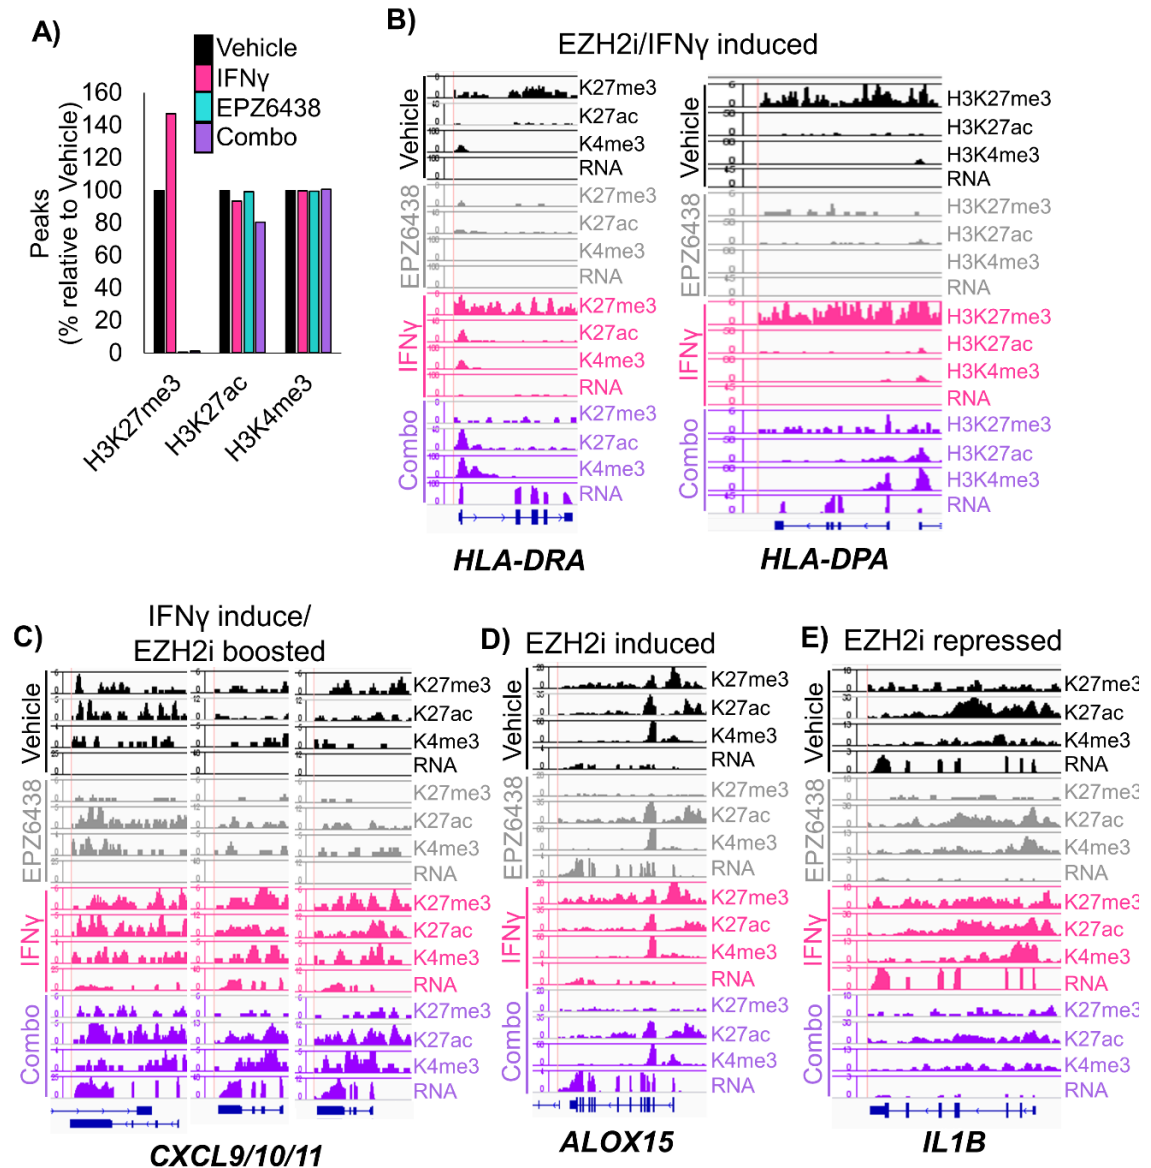 A)
Vehicle
IFNγ
EPZ6438
Combo
Peaks
(% relative to Vehicle)
160
140
120
100
80
60
40
20
0
H3K27me3
H3K27ac
H3K4me3
B)
EZH2i/IFNγ induced
Vehicle
K27me3
K27ac
K4me3
RNA
EPZ6438
K27me3
K27ac
K4me3
RNA
IFNγ
K27me3
K27ac
K4me3
RNA
Combo
K27me3
K27ac
K4me3
RNA
HLA-DRA
Vehicle
H3K27me3
H3K27ac
H3K4me3
RNA
EPZ6438
H3K27me3
H3K27ac
H3K4me3
RNA
IFNγ
H3K27me3
H3K27ac
H3K4me3
RNA
Combo
H3K27me3
H3K27ac
H3K4me3
RNA
HLA-DPA
C)
IFNγ induce/
EZH2i boosted
Vehicle
K27me3
K27ac
K4me3
RNA
EPZ6438
K27me3
K27ac
K4me3
RNA
IFNγ
K27me3
K27ac
K4me3
RNA
Combo
K27me3
K27ac
K4me3
RNA
CXCL9/10/11
D)
EZH2i induced
Vehicle
K27me3
K27ac
K4me3
RNA
EPZ6438
K27me3
K27ac
K4me3
RNA
IFNγ
K27me3
K27ac
K4me3
RNA
Combo
K27me3
K27ac
K4me3
RNA
ALOX15
E)
EZH2i repressed
Vehicle
K27me3
K27ac
K4me3
RNA
EPZ6438
K27me3
K27ac
K4me3
RNA
IFNγ
K27me3
K27ac
K4me3
RNA
Combo
K27me3
K27ac
K4me3
RNA
IL1B